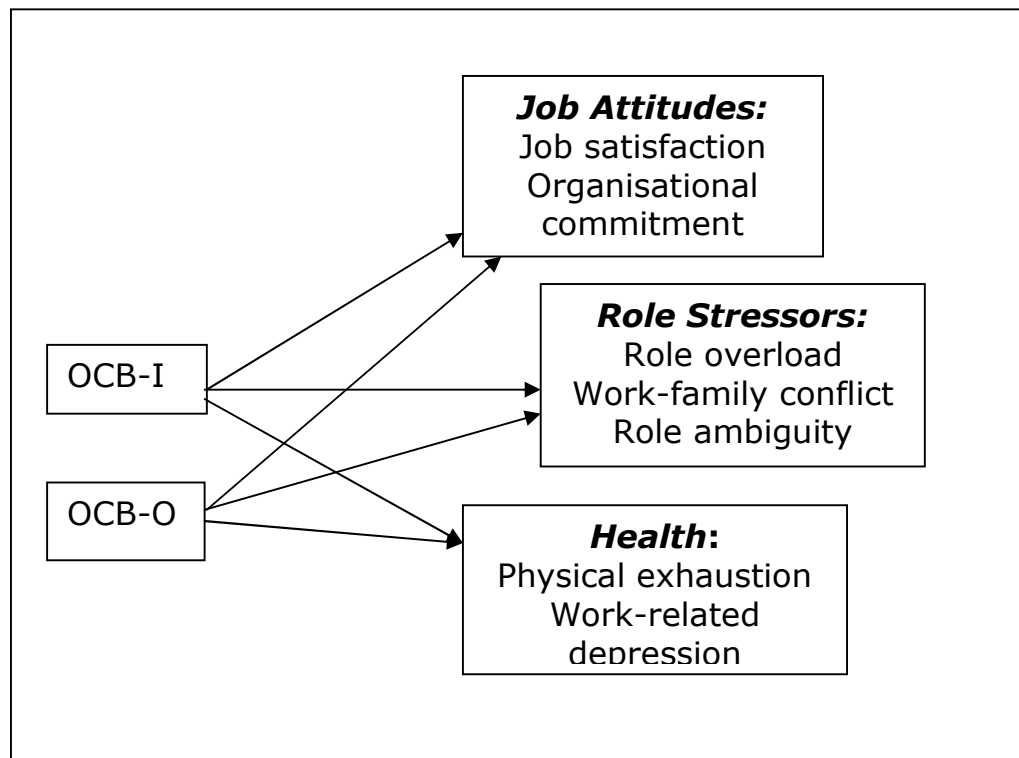 Job Attitudes:
Job satisfaction
Organisational
commitment
Role Stressors:
Role overload
Work-family conflict
Role ambiguity
OCB-I
OCB-O
Health:
Physical exhaustion
Work-related
depression